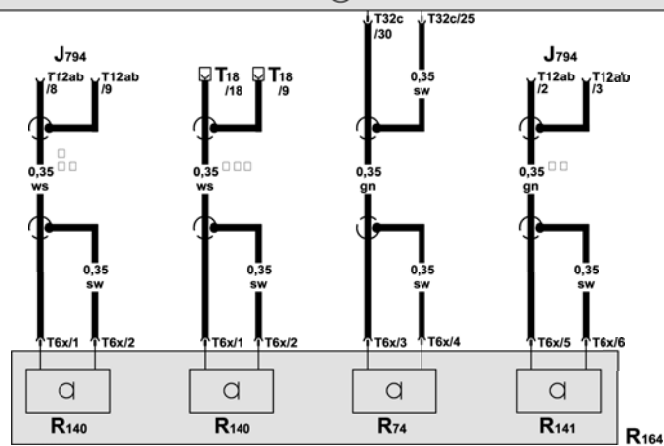 T32c
/30
T32c/25
J794
T12ab
/8
T12ab
/9
T18
/18
T18
/9
J794
T12ab
/2
T12ab
/3
0,35
sw
0,35
ws
0,35
ws
0,35
gn
0,35
gn
0,35
sw
0,35
sw
0,35
sw
0,35
sw
T6x/1
T6x/2
T6x/1
T6x/2
T6x/3
T6x/4
T6x/5
T6x/6
a
a
a
a
R140
R140
R74
R141
R164